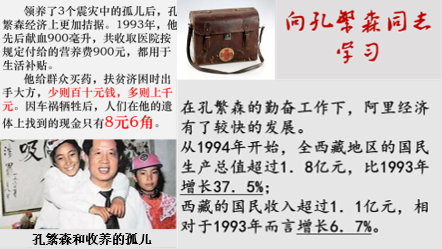 领养了3个震灾中的孤儿后，孔
繁森经济上更加拮据。1993年，他
先后献血900毫升，共收取医院按
规定付给的营养费900元，都用于
生活补贴。
他给群众买药，扶贫济困时出
手大方，少则百十元钱，多则上千
元。因车祸牺牲后，人们在他的遗
体上找到的现金只有8元6角。
孔繁森和收养的孤儿
向孔繁森同志
学习
在孔繁森的勤奋工作下，阿里经济
有了较快的发展。
从1994年开始，全西藏地区的国民
生产总值超过1．8亿元，比1993年
增长37．5%；
西藏的国民收入超过1．1亿元，相
对于1993年而言增长6．7%。